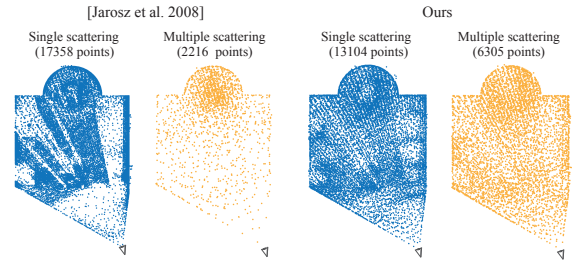 [Jarosz et al. 2008]
Single scattering
(17358 points)
Multiple scattering
(2216 points)
Ours
Single scattering
(13104 points)
Multiple scattering
(6305 points)